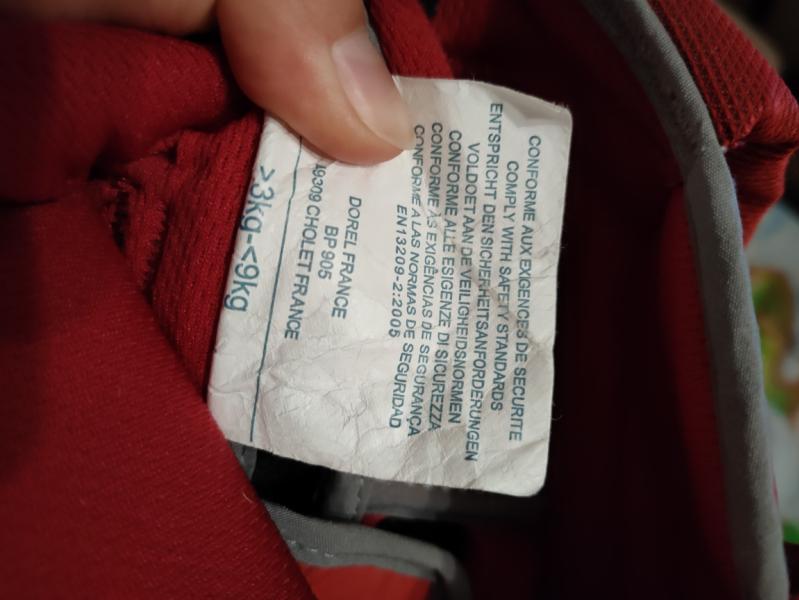 CONFORME AUX EXIGENCES DE SECURITE
COMPLY WITH SAFETY STANDARDS
ENTSPRICHT DEN SICHERHEITSANFORDERUNGEN
VOLDOET AAN DE VEILIGHEIDSNORMEN
CONFORME ALLE ESIGENZE DI SICUREZZA
CONFORME ÀS EXIGÊNCIAS DE SEGURANÇA
CONFORME A LAS NORMAS DE SEGURIDAD
EN13209-2:2005
DOREL FRANCE
BP 905
49309 CHOLET FRANCE
>3kg-<9kg